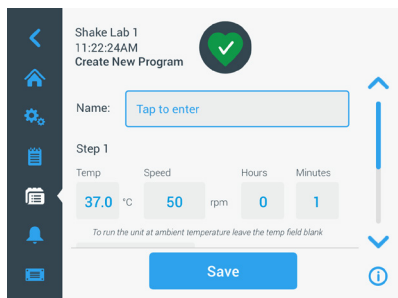 Shake Lab 1
11:22:24AM
Create New Program
Name: Tap to enter
Step 1
Temp Speed Hours Minutes
37.0 °C 50 rpm 0 1
To run the unit at ambient temperature leave the temp field blank
Save